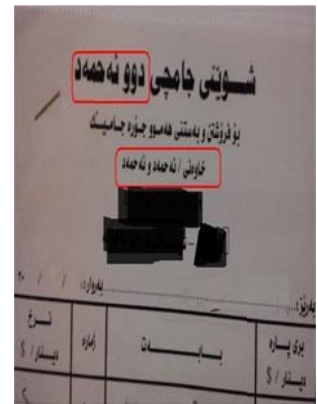 شوێنی جامچی دوو ئەحمەد
بۆ فرۆشتن و بەستنی هەموو جۆرە جامێک
خاوەنی / ئەحمەد و ئەحمەد
بەروار: / / ٢٠
بەڕێز:
بڕی پارە
دینار / $
بابەت
ژمارە
نرخ
دینار / $